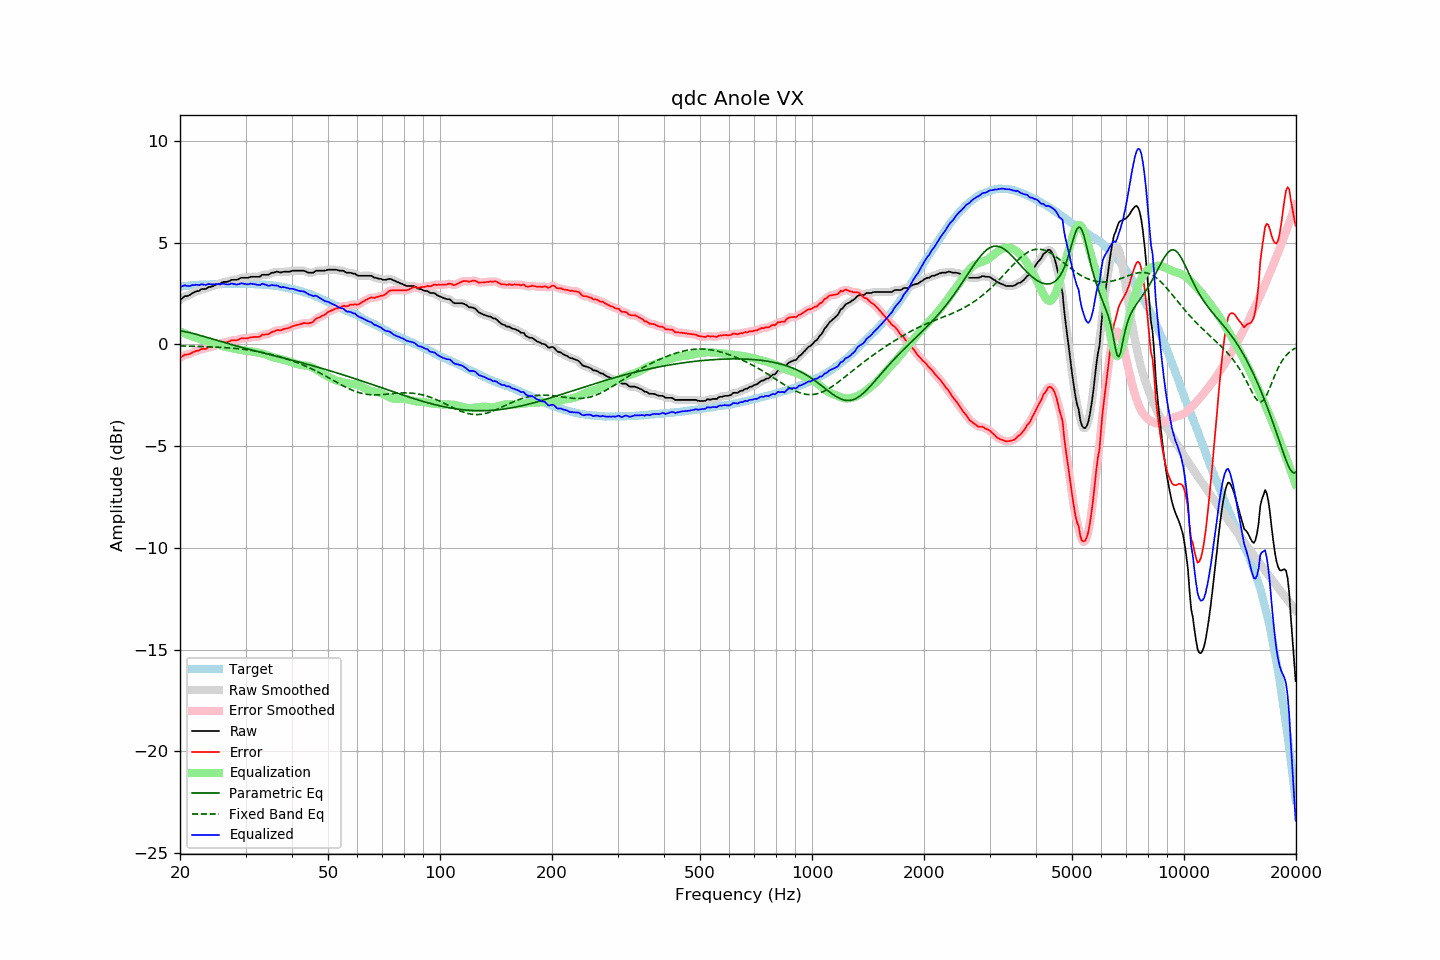 qdc Anole VX
Amplitude (dBr)
10
5
0
−5
−10
−15
−20
−25
Target
Raw Smoothed
Error Smoothed
Raw
Error
Equalization
Parametric Eq
Fixed Band Eq
Equalized
20 50 100 200 500 1000 2000 5000 10000 20000
Frequency (Hz)